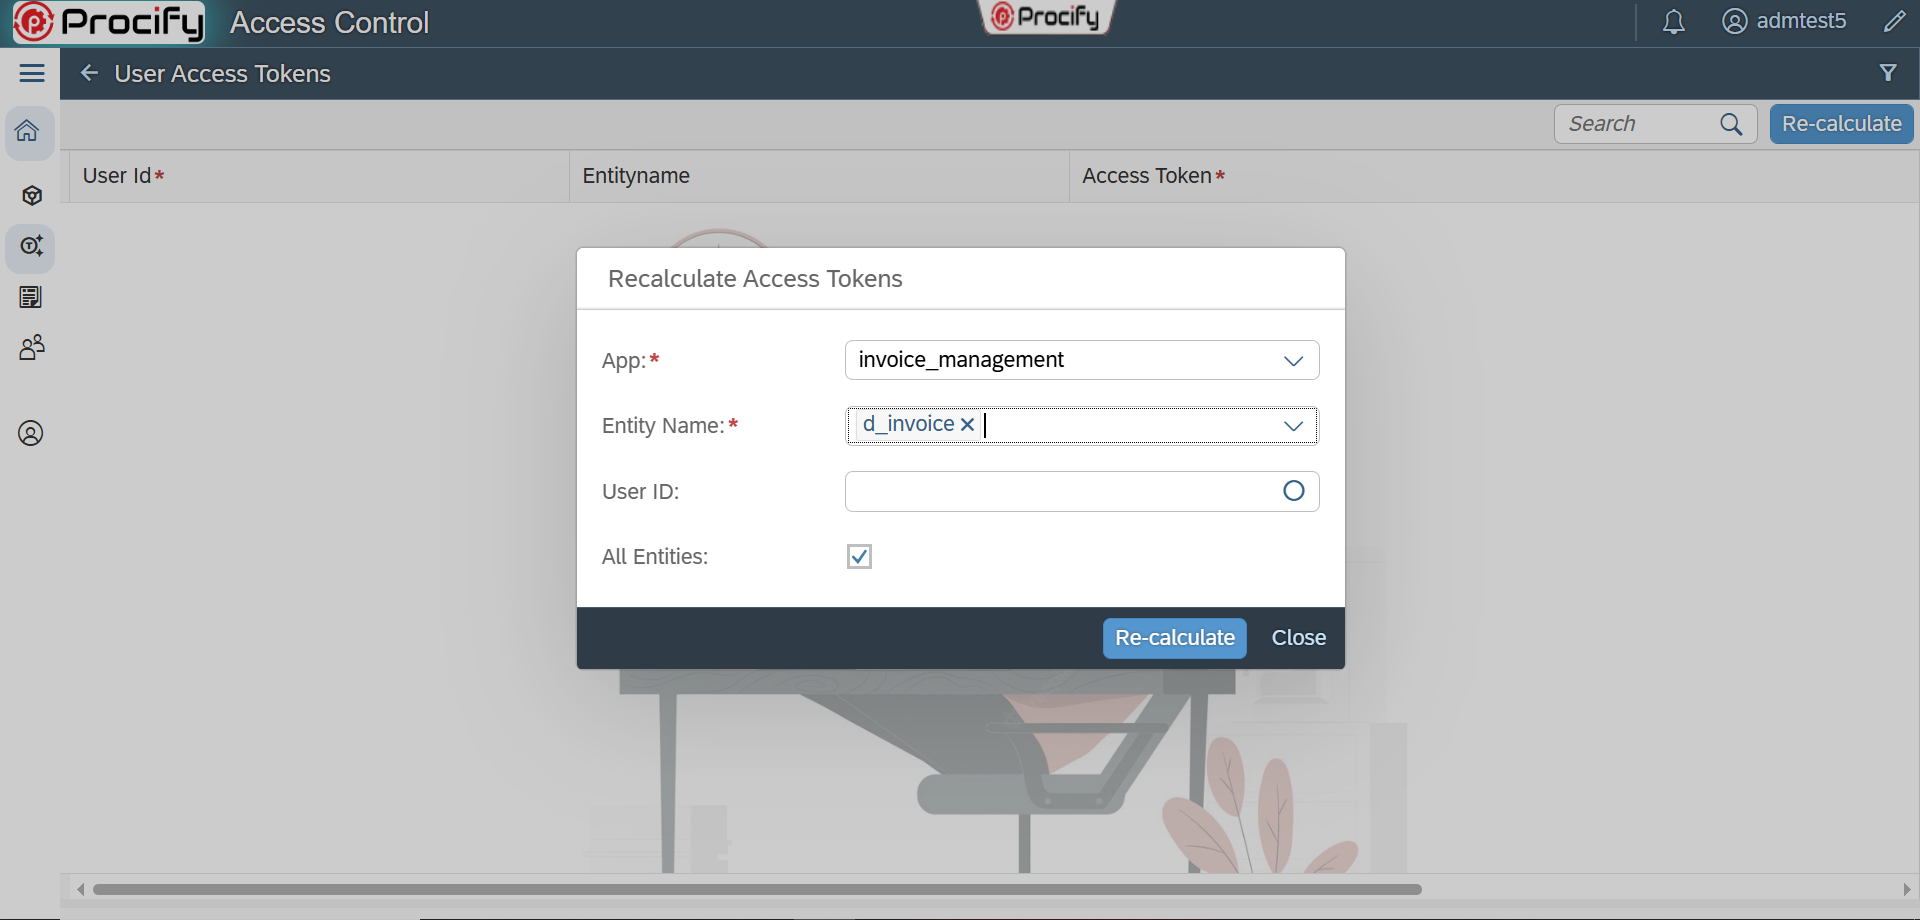 Procify Access Control
Procify
admtest5
User Access Tokens
Search
Re-calculate
User Id*
Entityname
Access Token*
Recalculate Access Tokens
App:*
invoice_management
Entity Name:*
d_invoice
User ID:
All Entities:
Re-calculate
Close